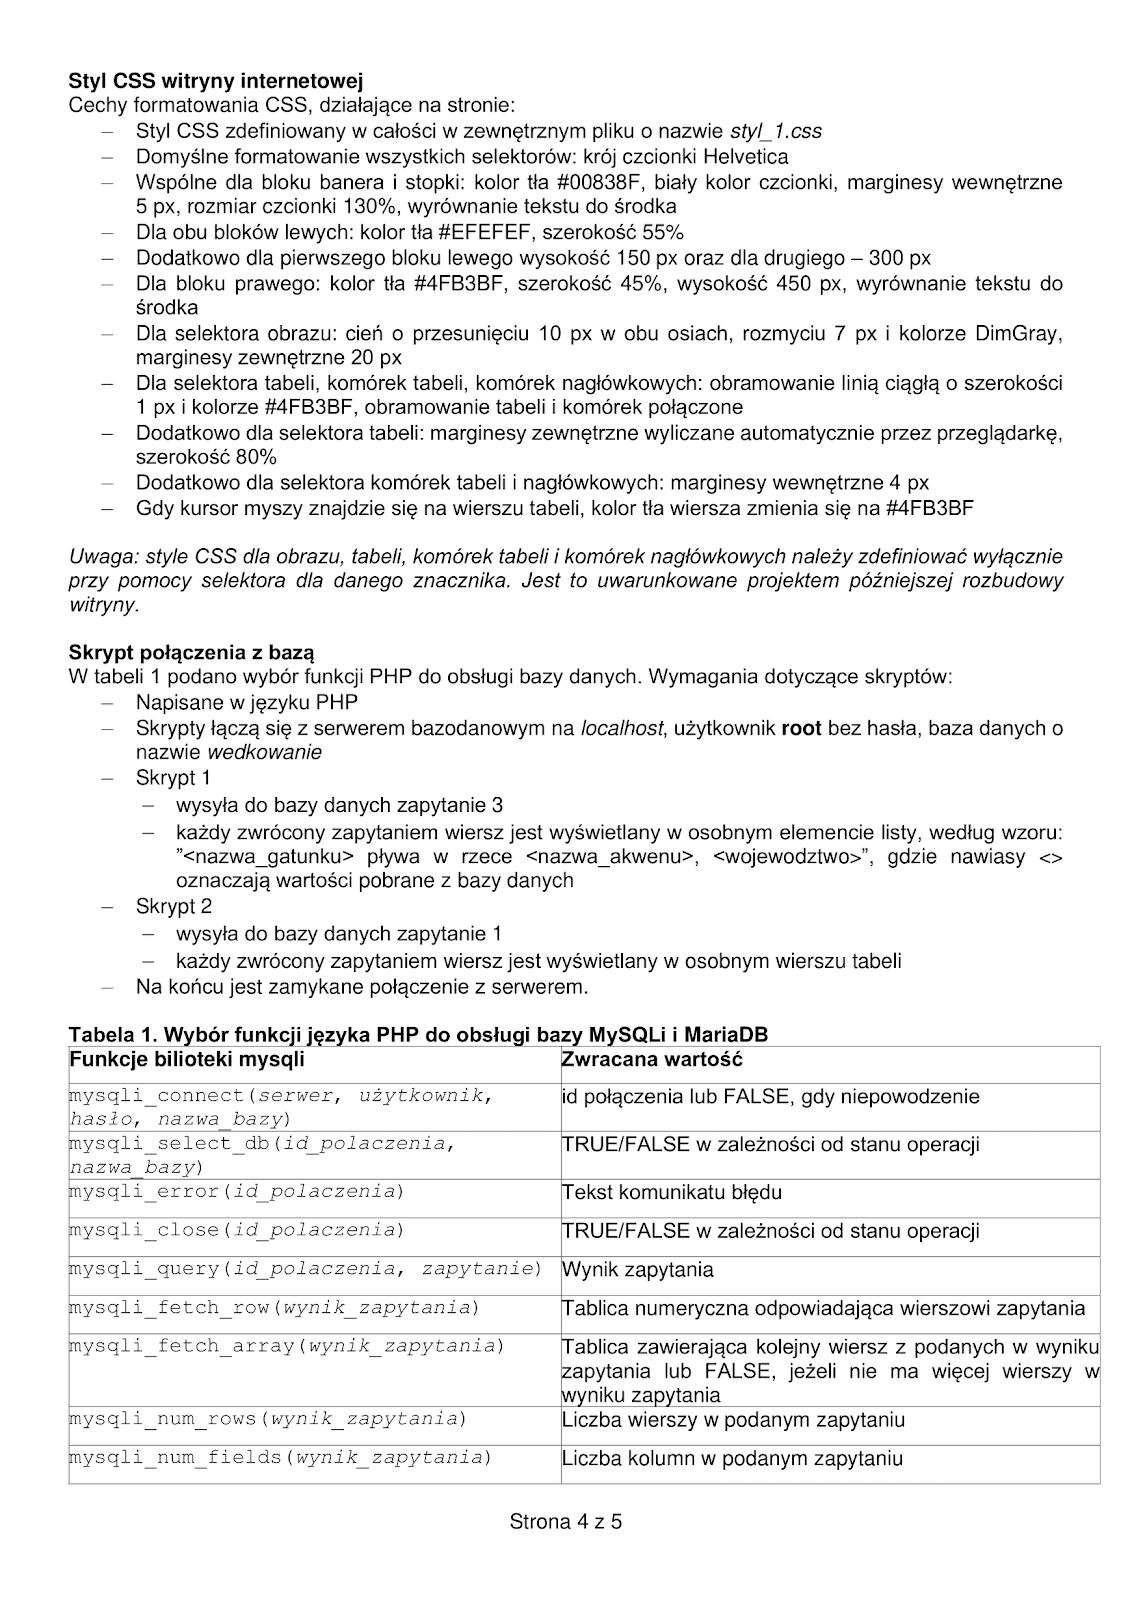 Styl CSS witryny internetowej
Cechy formatowania CSS, działające na stronie:
– Styl CSS zdefiniowany w całości w zewnętrznym pliku o nazwie styl_1.css
– Domyślne formatowanie wszystkich selektorów: krój czcionki Helvetica
– Wspólne dla bloku banera i stopki: kolor tła #00838F, biały kolor czcionki, marginesy wewnętrzne
5 px, rozmiar czcionki 130%, wyrównanie tekstu do środka
– Dla obu bloków lewych: kolor tła #EFEFEF, szerokość 55%
– Dodatkowo dla pierwszego bloku lewego wysokość 150 px oraz dla drugiego – 300 px
– Dla bloku prawego: kolor tła #4FB3BF, szerokość 45%, wysokość 450 px, wyrównanie tekstu do
środka
– Dla selektora obrazu: cień o przesunięciu 10 px w obu osiach, rozmyciu 7 px i kolorze DimGray,
marginesy zewnętrzne 20 px
– Dla selektora tabeli, komórek tabeli, komórek nagłówkowych: obramowanie linią ciągłą o szerokości
1 px i kolorze #4FB3BF, obramowanie tabeli i komórek połączone
– Dodatkowo dla selektora tabeli: marginesy zewnętrzne wyliczane automatycznie przez przeglądarkę,
szerokość 80%
– Dodatkowo dla selektora komórek tabeli i nagłówkowych: marginesy wewnętrzne 4 px
– Gdy kursor myszy znajdzie się na wierszu tabeli, kolor tła wiersza zmienia się na #4FB3BF
Uwaga: style CSS dla obrazu, tabeli, komórek tabeli i komórek nagłówkowych należy zdefiniować wyłącznie
przy pomocy selektora dla danego znacznika. Jest to uwarunkowane projektem późniejszej rozbudowy
witryny.
Skrypt połączenia z bazą
W tabeli 1 podano wybór funkcji PHP do obsługi bazy danych. Wymagania dotyczące skryptów:
– Napisane w języku PHP
– Skrypty łączą się z serwerem bazodanowym na localhost, użytkownik root bez hasła, baza danych o
nazwie wedkowanie
– Skrypt 1
– wysyła do bazy danych zapytanie 3
– każdy zwrócony zapytaniem wiersz jest wyświetlany w osobnym elemencie listy, według wzoru:
”<nazwa_gatunku> pływa w rzece <nazwa_akwenu>, <wojewodztwo>”, gdzie nawiasy <>
oznaczają wartości pobrane z bazy danych
– Skrypt 2
– wysyła do bazy danych zapytanie 1
– każdy zwrócony zapytaniem wiersz jest wyświetlany w osobnym wierszu tabeli
– Na końcu jest zamykane połączenie z serwerem.
Tabela 1. Wybór funkcji języka PHP do obsługi bazy MySQLi i MariaDB
Funkcje bilioteki mysqli
Zwracana wartość
mysqli_connect(serwer, użytkownik,
hasło, nazwa_bazy)
id połączenia lub FALSE, gdy niepowodzenie
mysqli_select_db(id_polaczenia,
nazwa_bazy)
TRUE/FALSE w zależności od stanu operacji
mysqli_error(id_polaczenia)
Tekst komunikatu błędu
mysqli_close(id_polaczenia)
TRUE/FALSE w zależności od stanu operacji
mysqli_query(id_polaczenia, zapytanie)
Wynik zapytania
mysqli_fetch_row(wynik_zapytania)
Tablica numeryczna odpowiadająca wierszowi zapytania
mysqli_fetch_array(wynik_zapytania)
Tablica zawierająca kolejny wiersz z podanych w wyniku
zapytania lub FALSE, jeżeli nie ma więcej wierszy w
wyniku zapytania
mysqli_num_rows(wynik_zapytania)
Liczba wierszy w podanym zapytaniu
mysqli_num_fields(wynik_zapytania)
Liczba kolumn w podanym zapytaniu
Strona 4 z 5